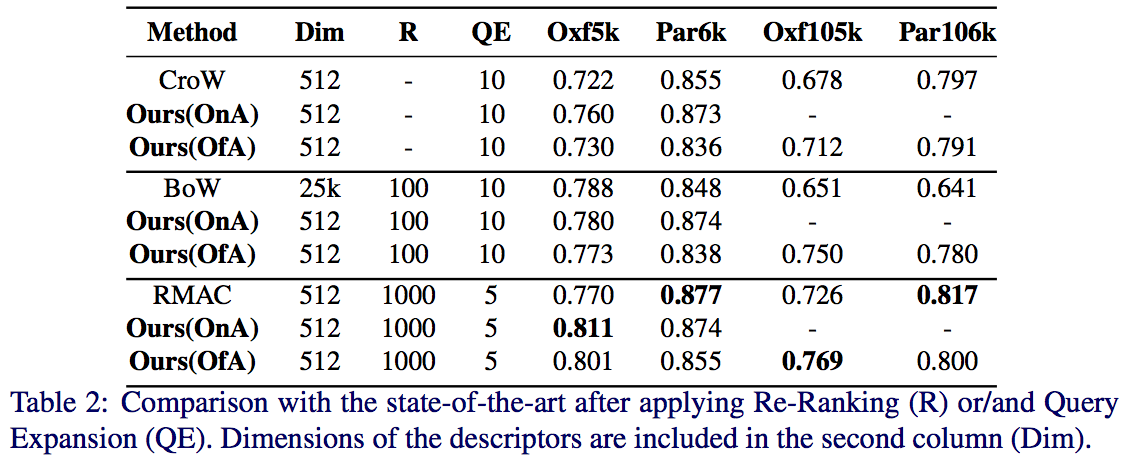 Method Dim R QE Oxf5k Par6k Oxf105k Par106k
CroW 512 - 10 0.722 0.855 0.678 0.797
Ours(OnA) 512 - 10 0.760 0.873 - -
Ours(OfA) 512 - 10 0.730 0.836 0.712 0.791
BoW 25k 100 10 0.788 0.848 0.651 0.641
Ours(OnA) 512 100 10 0.780 0.874 - -
Ours(OfA) 512 100 10 0.773 0.838 0.750 0.780
RMAC 512 1000 5 0.770 0.877 0.726 0.817
Ours(OnA) 512 1000 5 0.811 0.874 - -
Ours(OfA) 512 1000 5 0.801 0.855 0.769 0.800
Table 2: Comparison with the state-of-the-art after applying Re-Ranking (R) or/and Query
Expansion (QE). Dimensions of the descriptors are included in the second column (Dim).